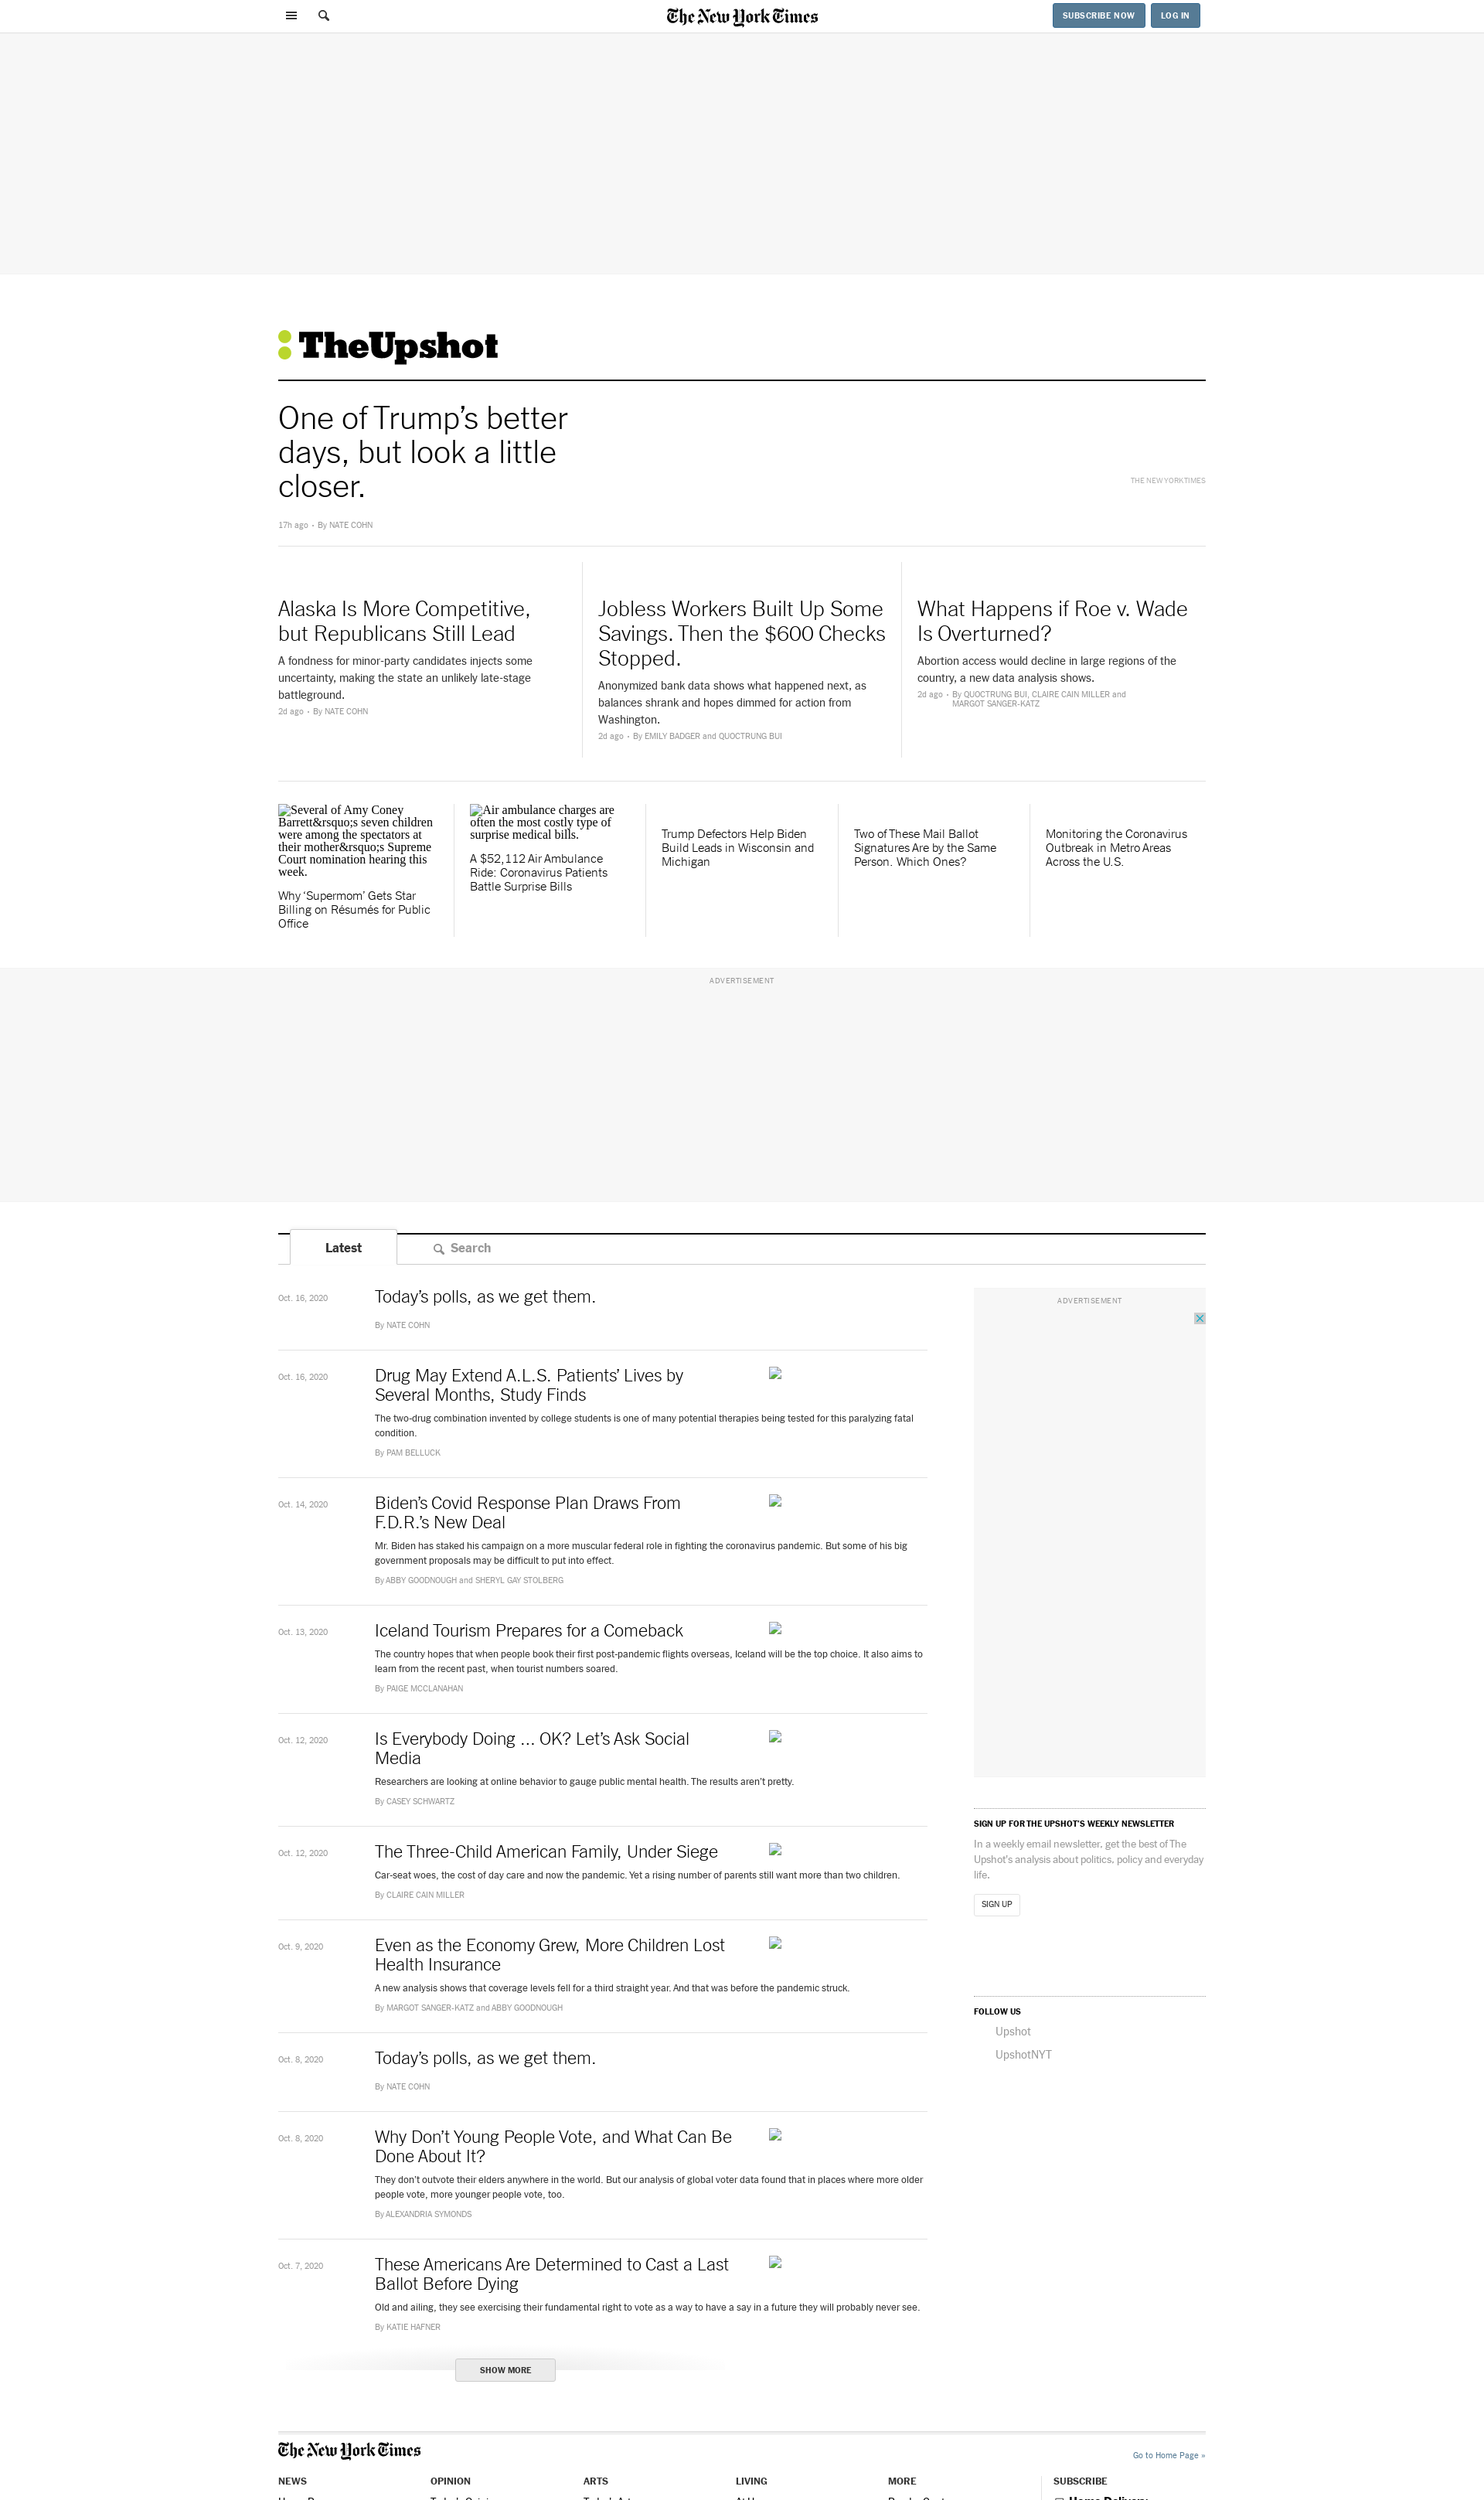 The New York Times
SUBSCRIBE NOW
LOG IN
TheUpshot
One of Trump’s better
days, but look a little
closer.
THE NEW YORK TIMES
17h ago • By NATE COHN
Alaska Is More Competitive,
but Republicans Still Lead
A fondness for minor-party candidates injects some
uncertainty, making the state an unlikely late-stage
battleground.
2d ago • By NATE COHN
Jobless Workers Built Up Some
Savings. Then the $600 Checks
Stopped.
Anonymized bank data shows what happened next, as
balances shrank and hopes dimmed for action from
Washington.
2d ago • By EMILY BADGER and QUOCTRUNG BUI
What Happens if Roe v. Wade
Is Overturned?
Abortion access would decline in large regions of the
country, a new data analysis shows.
2d ago • By QUOCTRUNG BUI, CLAIRE CAIN MILLER and
MARGOT SANGER-KATZ
Several of Amy Coney
Barrett&rsquo;s seven children
were among the spectators at
their mother&rsquo;s Supreme
Court nomination hearing this
week.
Why ‘Supermom’ Gets Star
Billing on Résumés for Public
Office
Air ambulance charges are
often the most costly type of
surprise medical bills.
A $52,112 Air Ambulance
Ride: Coronavirus Patients
Battle Surprise Bills
Trump Defectors Help Biden
Build Leads in Wisconsin and
Michigan
Two of These Mail Ballot
Signatures Are by the Same
Person. Which Ones?
Monitoring the Coronavirus
Outbreak in Metro Areas
Across the U.S.
ADVERTISEMENT
Latest
Search
Oct. 16, 2020
Today’s polls, as we get them.
By NATE COHN
Oct. 16, 2020
Drug May Extend A.L.S. Patients’ Lives by
Several Months, Study Finds
The two-drug combination invented by college students is one of many potential therapies being tested for this paralyzing fatal
condition.
By PAM BELLUCK
Oct. 14, 2020
Biden’s Covid Response Plan Draws From
F.D.R.’s New Deal
Mr. Biden has staked his campaign on a more muscular federal role in fighting the coronavirus pandemic. But some of his big
government proposals may be difficult to put into effect.
By ABBY GOODNOUGH and SHERYL GAY STOLBERG
Oct. 13, 2020
Iceland Tourism Prepares for a Comeback
The country hopes that when people book their first post-pandemic flights overseas, Iceland will be the top choice. It also aims to
learn from the recent past, when tourist numbers soared.
By PAIGE MCCLANAHAN
Oct. 12, 2020
Is Everybody Doing ... OK? Let’s Ask Social
Media
Researchers are looking at online behavior to gauge public mental health. The results aren’t pretty.
By CASEY SCHWARTZ
Oct. 12, 2020
The Three-Child American Family, Under Siege
Car-seat woes, the cost of day care and now the pandemic. Yet a rising number of parents still want more than two children.
By CLAIRE CAIN MILLER
Oct. 9, 2020
Even as the Economy Grew, More Children Lost
Health Insurance
A new analysis shows that coverage levels fell for a third straight year. And that was before the pandemic struck.
By MARGOT SANGER-KATZ and ABBY GOODNOUGH
Oct. 8, 2020
Today’s polls, as we get them.
By NATE COHN
Oct. 8, 2020
Why Don’t Young People Vote, and What Can Be
Done About It?
They don’t outvote their elders anywhere in the world. But our analysis of global voter data found that in places where more older
people vote, more younger people vote, too.
By ALEXANDRIA SYMONDS
Oct. 7, 2020
These Americans Are Determined to Cast a Last
Ballot Before Dying
Old and ailing, they see exercising their fundamental right to vote as a way to have a say in a future they will probably never see.
By KATIE HAFNER
SHOW MORE
ADVERTISEMENT
SIGN UP FOR THE UPSHOT’S WEEKLY NEWSLETTER
In a weekly email newsletter, get the best of The
Upshot’s analysis about politics, policy and everyday
life.
SIGN UP
FOLLOW US
Upshot
UpshotNYT
The New York Times
Go to Home Page »
NEWS
OPINION
ARTS
LIVING
MORE
SUBSCRIBE